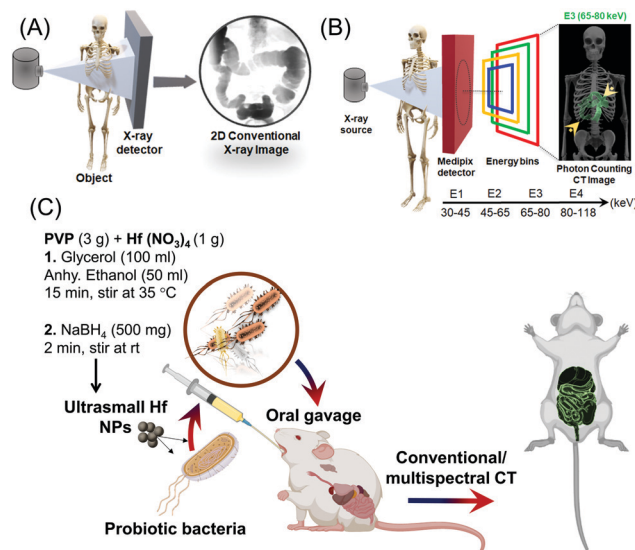 (A)
X-ray
detector
Object
2D Conventional
X-ray Image
(B)
E3 (65-80 keV)
X-ray
source
Medipix
detector
Energy bins
Photon Counting
CT Image
E1 E2 E3 E4 (keV)
30-45 45-65 65-80 80-118
(C)
PVP (3 g) + Hf (NO3)4 (1 g)
1. Glycerol (100 ml)
Anhy. Ethanol (50 ml)
15 min, stir at 35 °C
2. NaBH4 (500 mg)
2 min, stir at rt
Ultrasmall Hf
NPs
Probiotic bacteria
Oral gavage
Conventional/
multispectral CT